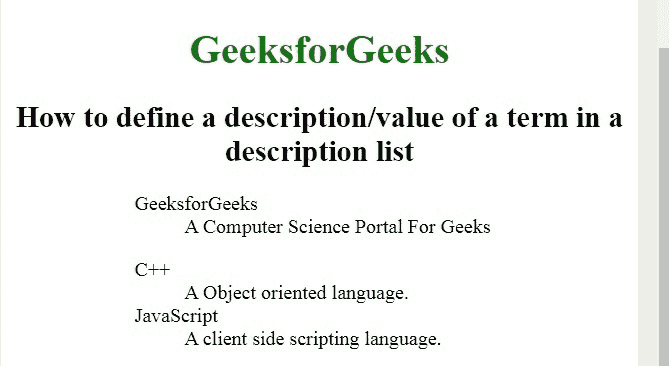 GeeksforGeeks
How to define a description/value of a term in a
description list
GeeksforGeeks
A Computer Science Portal For Geeks
C++
A Object oriented language.
JavaScript
A client side scripting language.